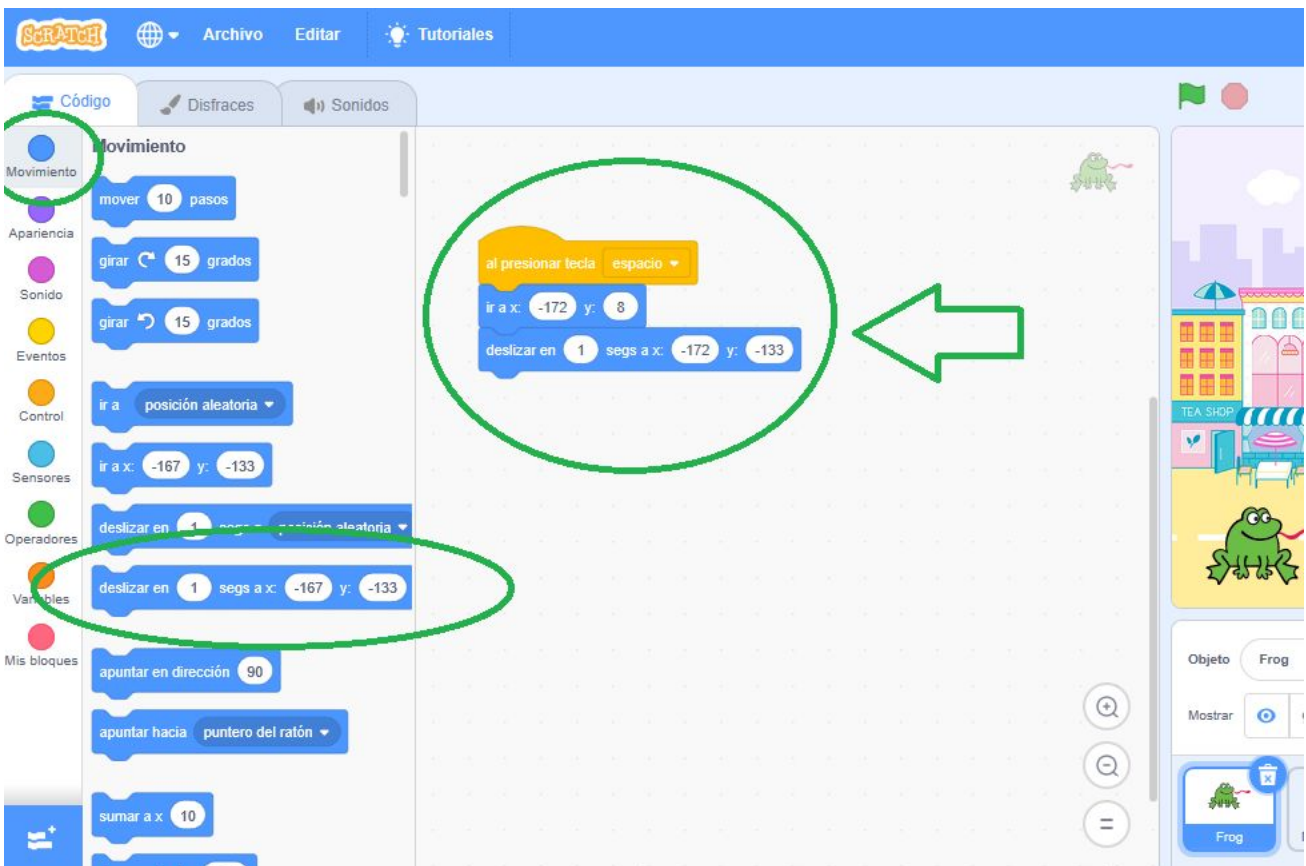 SCRATCH
Archivo
Editar
Tutoriales
Código
Disfraces
Sonidos
Movimiento
Apariencia
Sonido
Eventos
Control
Sensores
Operadores
Variables
Mis bloques
Movimiento
mover 10 pasos
girar 15 grados
girar 15 grados
ir a posición aleatoria
ir a x: -167 y: -133
deslizar en 1 segs a posición aleatoria
deslizar en 1 segs a x: -167 y: -133
apuntar en dirección 90
apuntar hacia puntero del ratón
sumar a x 10
al presionar tecla espacio
ir a x: -172 y: 8
deslizar en 1 segs a x: -172 y: -133
TEA SHOP
Objeto Frog
Mostrar
Frog